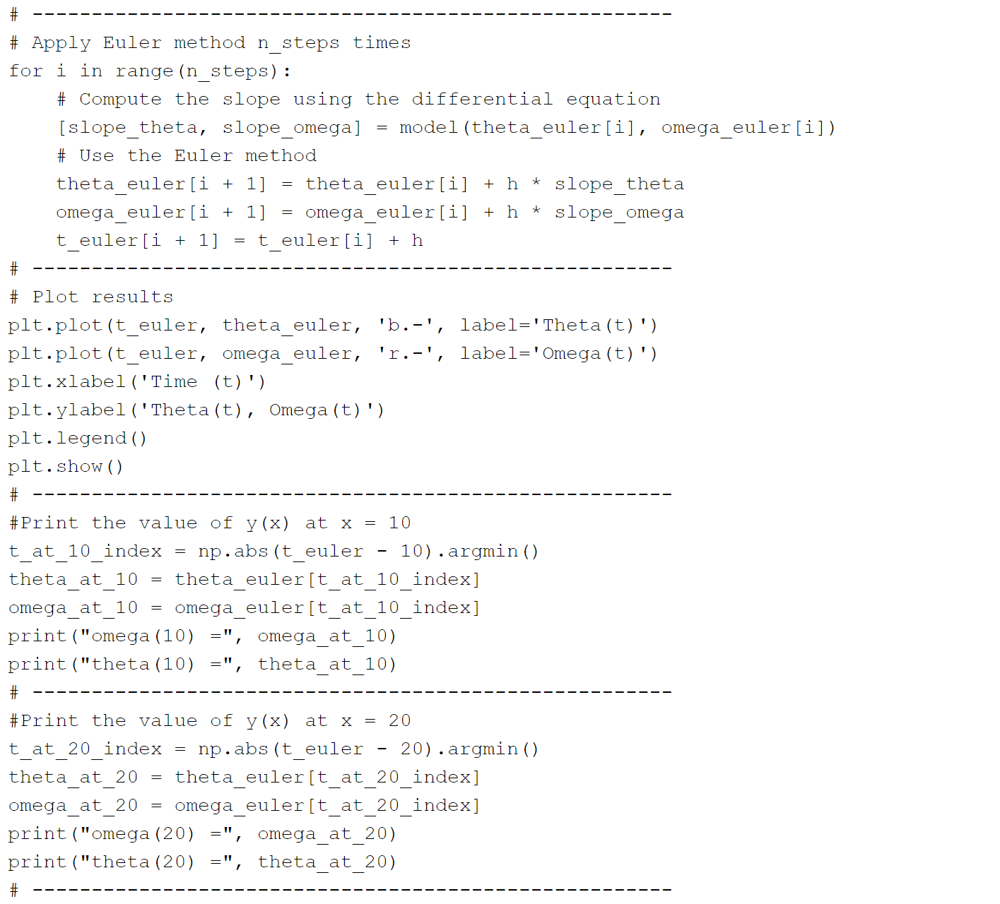 # ------------------------------------------------------
# Apply Euler method n_steps times
for i in range(n_steps):
    # Compute the slope using the differential equation
    [slope_theta, slope_omega] = model(theta_euler[i], omega_euler[i])
    # Use the Euler method
    theta_euler[i + 1] = theta_euler[i] + h * slope_theta
    omega_euler[i + 1] = omega_euler[i] + h * slope_omega
    t_euler[i + 1] = t_euler[i] + h
# ------------------------------------------------------
# Plot results
plt.plot(t_euler, theta_euler, 'b.-', label='Theta(t)')
plt.plot(t_euler, omega_euler, 'r.-', label='Omega(t)')
plt.xlabel('Time (t)')
plt.ylabel('Theta(t), Omega(t)')
plt.legend()
plt.show()
# ------------------------------------------------------
#Print the value of y(x) at x = 10
t_at_10_index = np.abs(t_euler - 10).argmin()
theta_at_10 = theta_euler[t_at_10_index]
omega_at_10 = omega_euler[t_at_10_index]
print("omega(10) =", omega_at_10)
print("theta(10) =", theta_at_10)
# ------------------------------------------------------
#Print the value of y(x) at x = 20
t_at_20_index = np.abs(t_euler - 20).argmin()
theta_at_20 = theta_euler[t_at_20_index]
omega_at_20 = omega_euler[t_at_20_index]
print("omega(20) =", omega_at_20)
print("theta(20) =", theta_at_20)
# ------------------------------------------------------